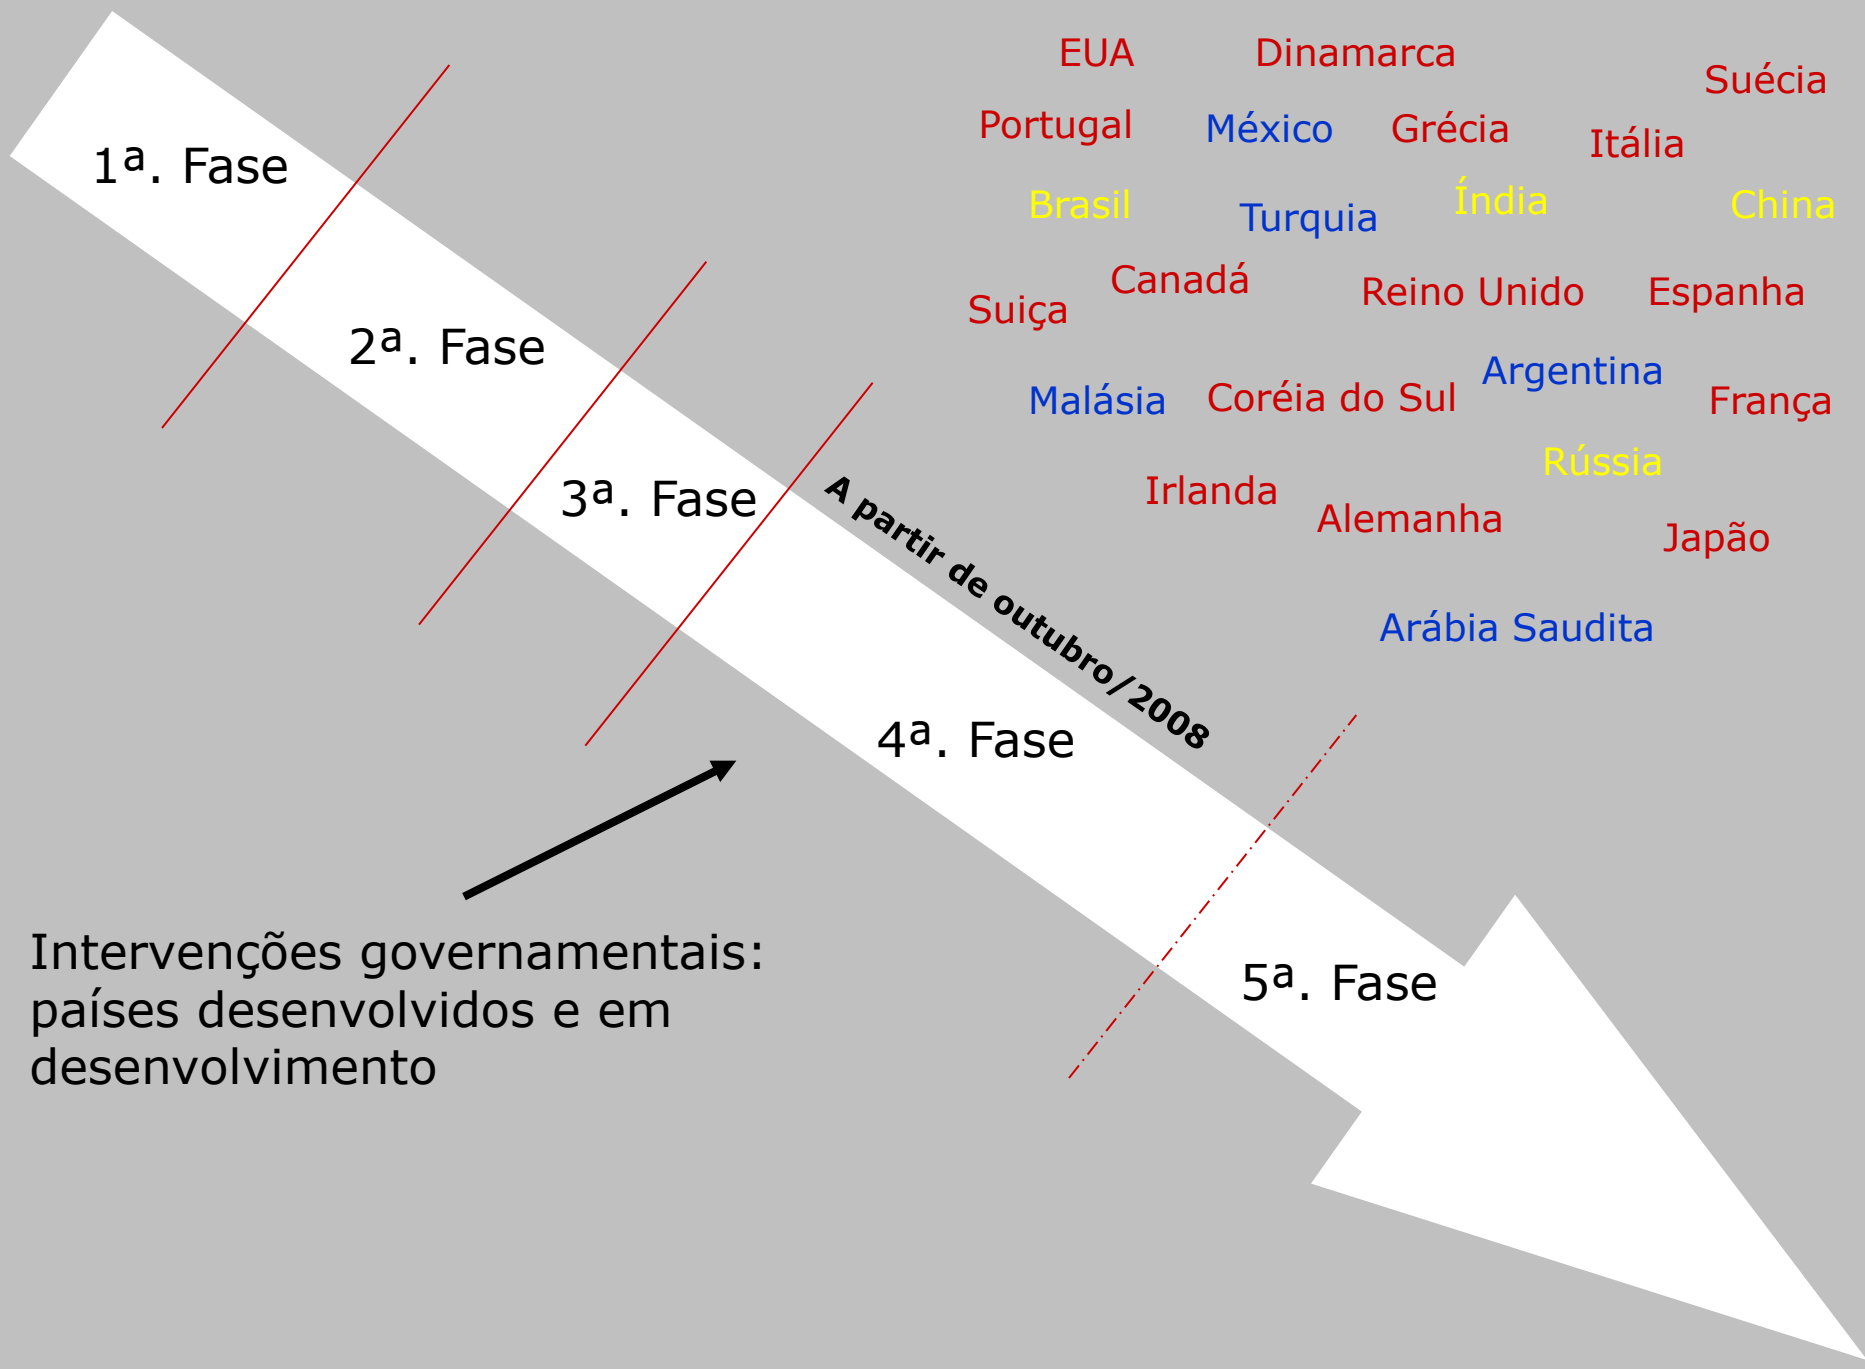 EUA
Dinamarca
Suécia
Portugal
México
Grécia
Itália
Brasil
Turquia
Índia
China
Suiça
Canadá
Reino Unido
Espanha
Malásia
Coréia do Sul
Argentina
França
Rússia
Irlanda
Alemanha
Japão
Arábia Saudita
1ª. Fase
2ª. Fase
3ª. Fase
A partir de outubro/2008
4ª. Fase
5ª. Fase
Intervenções governamentais:
países desenvolvidos e em
desenvolvimento